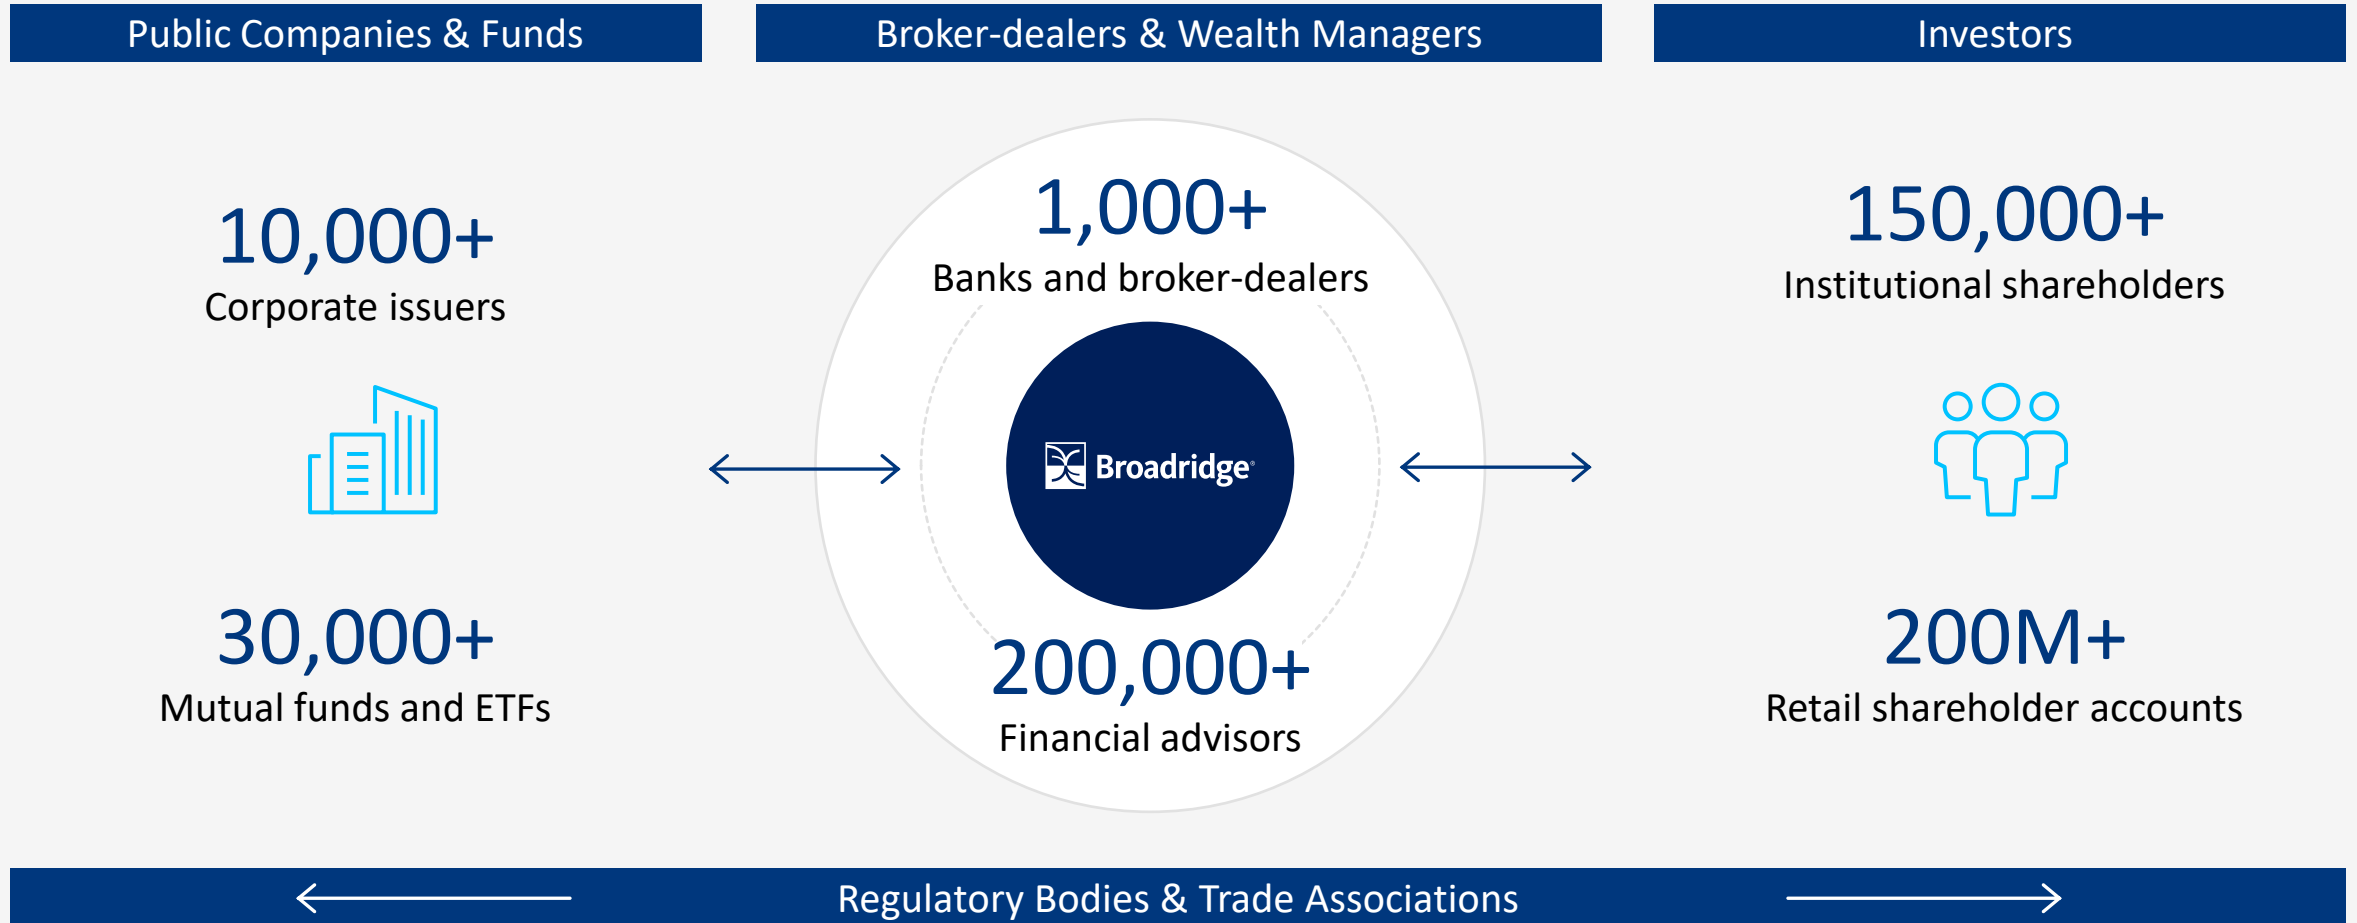 Public Companies & Funds
Broker-dealers & Wealth Managers
Investors
10,000+
Corporate issuers
30,000+
Mutual funds and ETFs
1,000+
Banks and broker-dealers
Broadridge®
200,000+
Financial advisors
150,000+
Institutional shareholders
200M+
Retail shareholder accounts
Regulatory Bodies & Trade Associations